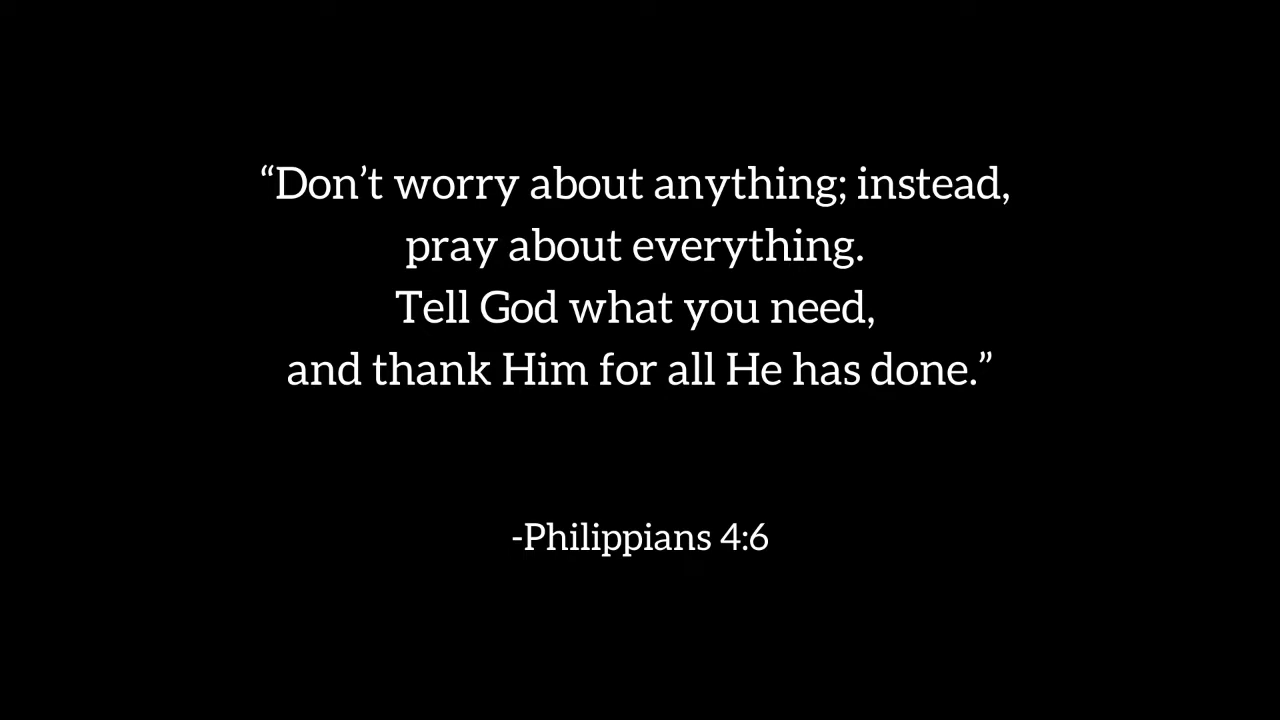 “Don’t worry about anything; instead,
pray about everything.
Tell God what you need,
and thank Him for all He has done.”
-Philippians 4:6